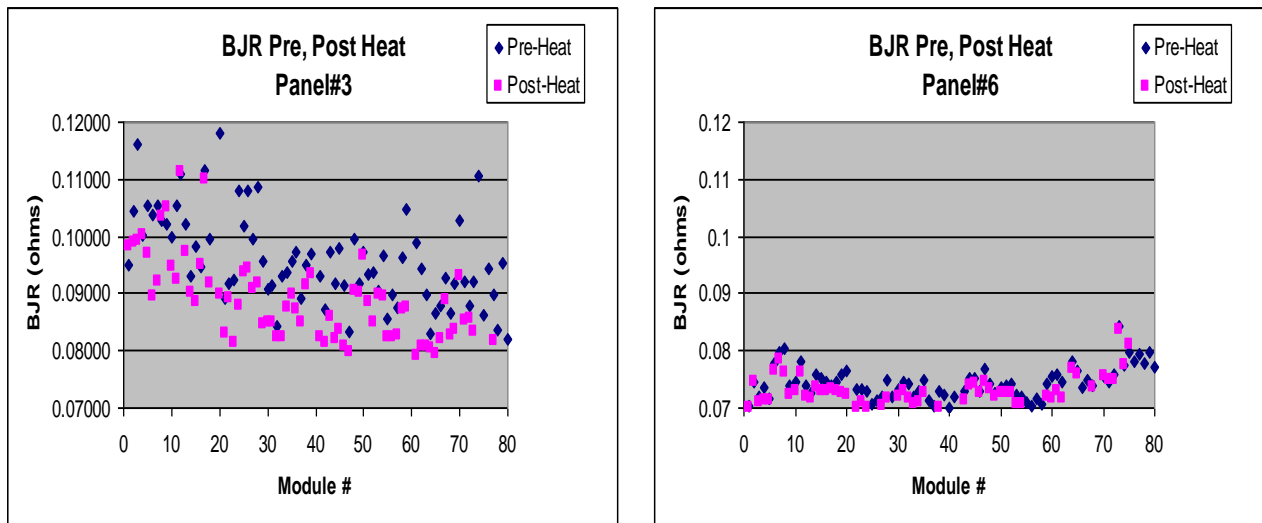 BJR Pre, Post Heat
Panel#3
Pre-Heat
Post-Heat
BJR (ohms)
0.12000
0.11000
0.10000
0.09000
0.08000
0.07000
0 10 20 30 40 50 60 70 80
Module #
BJR Pre, Post Heat
Panel#6
Pre-Heat
Post-Heat
BJR (ohms)
0.12
0.11
0.1
0.09
0.08
0.07
0 10 20 30 40 50 60 70 80
Module #